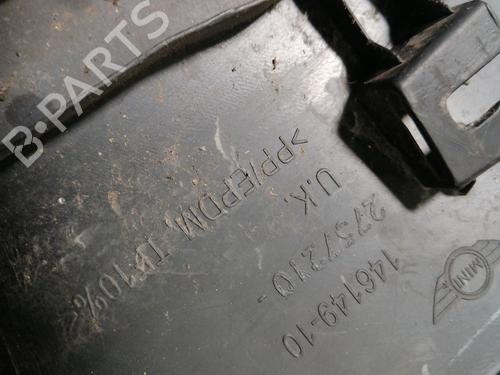 B-PARTS
>PP/EPDM, TD10%
U.K.
2757210 -
146149-10
MINI